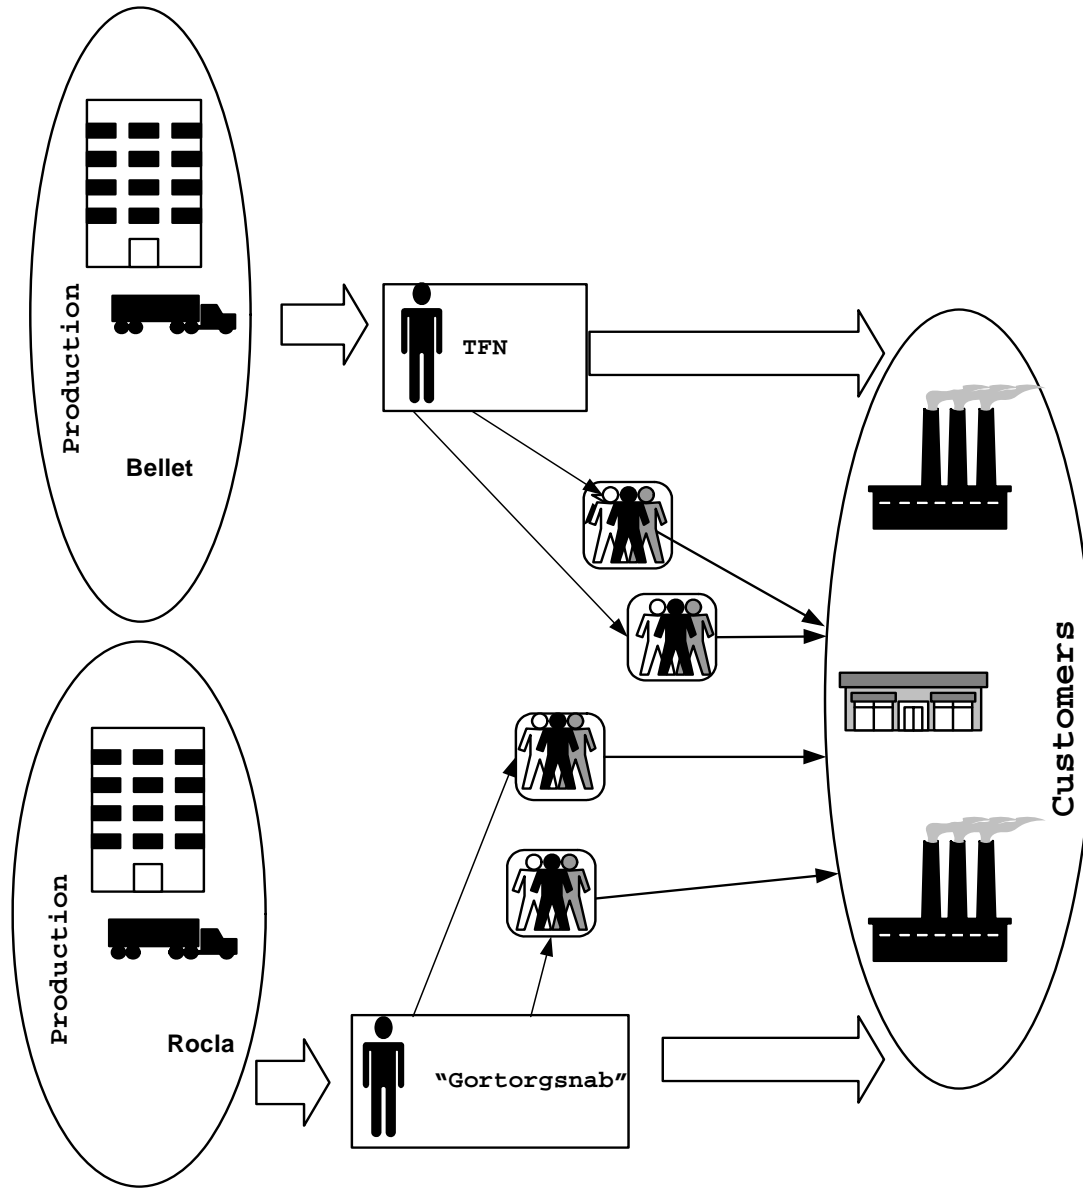 Production
Bellet
TFN
Customers
Production
Rocla
“Gortorgsnab”